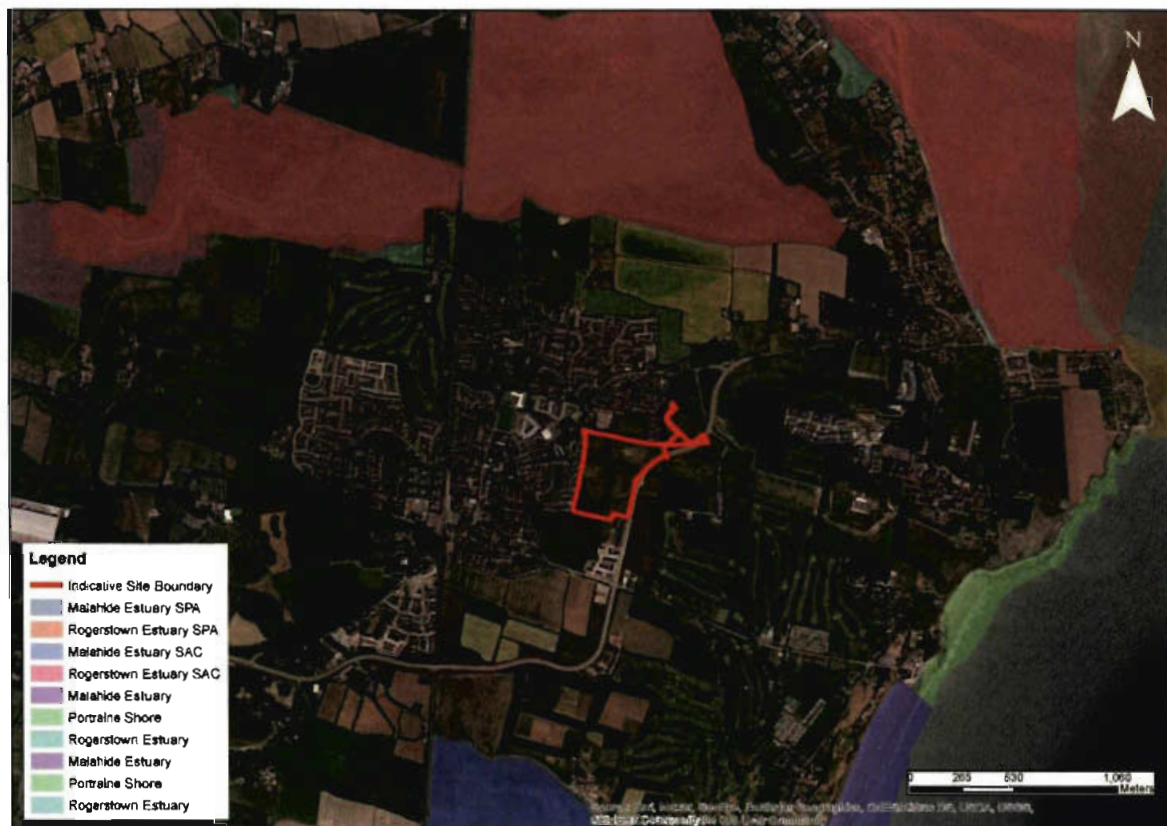 N
Legend
Indicative Site Boundary
Malahide Estuary SPA
Rogerstown Estuary SPA
Malahide Estuary SAC
Rogerstown Estuary SAC
Malahide Estuary
Portraine Shore
Rogerstown Estuary
Malahide Estuary
Portraine Shore
Rogerstown Estuary
0 265 530 1,060
Meters